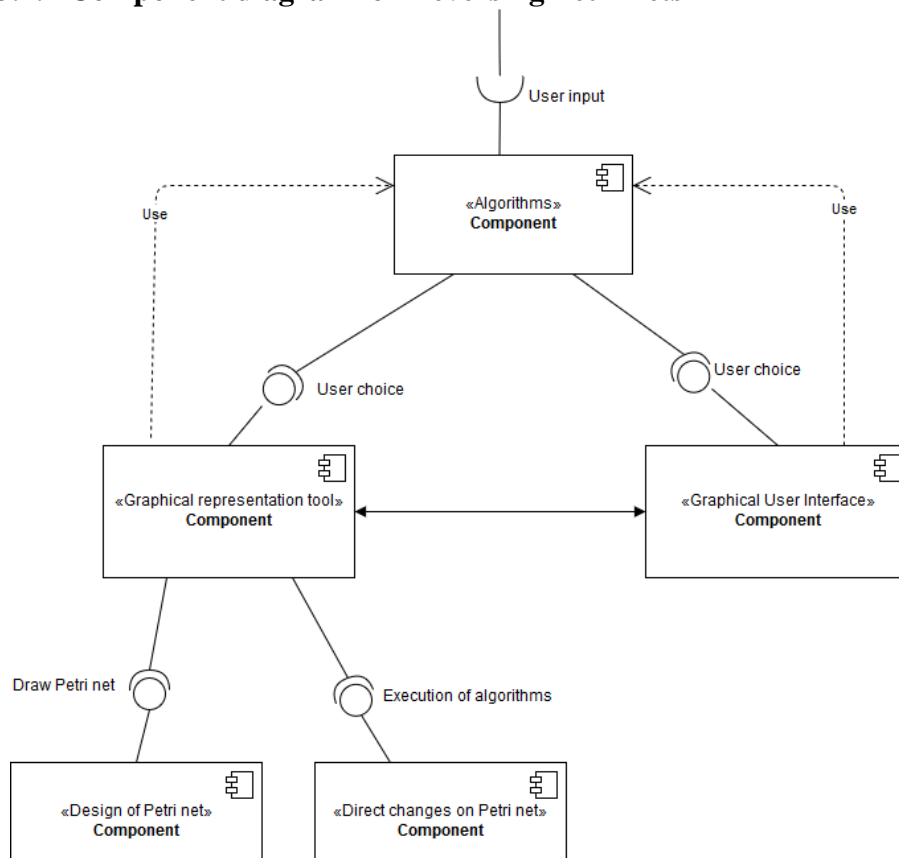 User input
«Algorithms»
Component
Use
Use
User choice
User choice
«Graphical representation tool»
Component
«Graphical User Interface»
Component
Draw Petri net
Execution of algorithms
«Design of Petri net»
Component
«Direct changes on Petri net»
Component